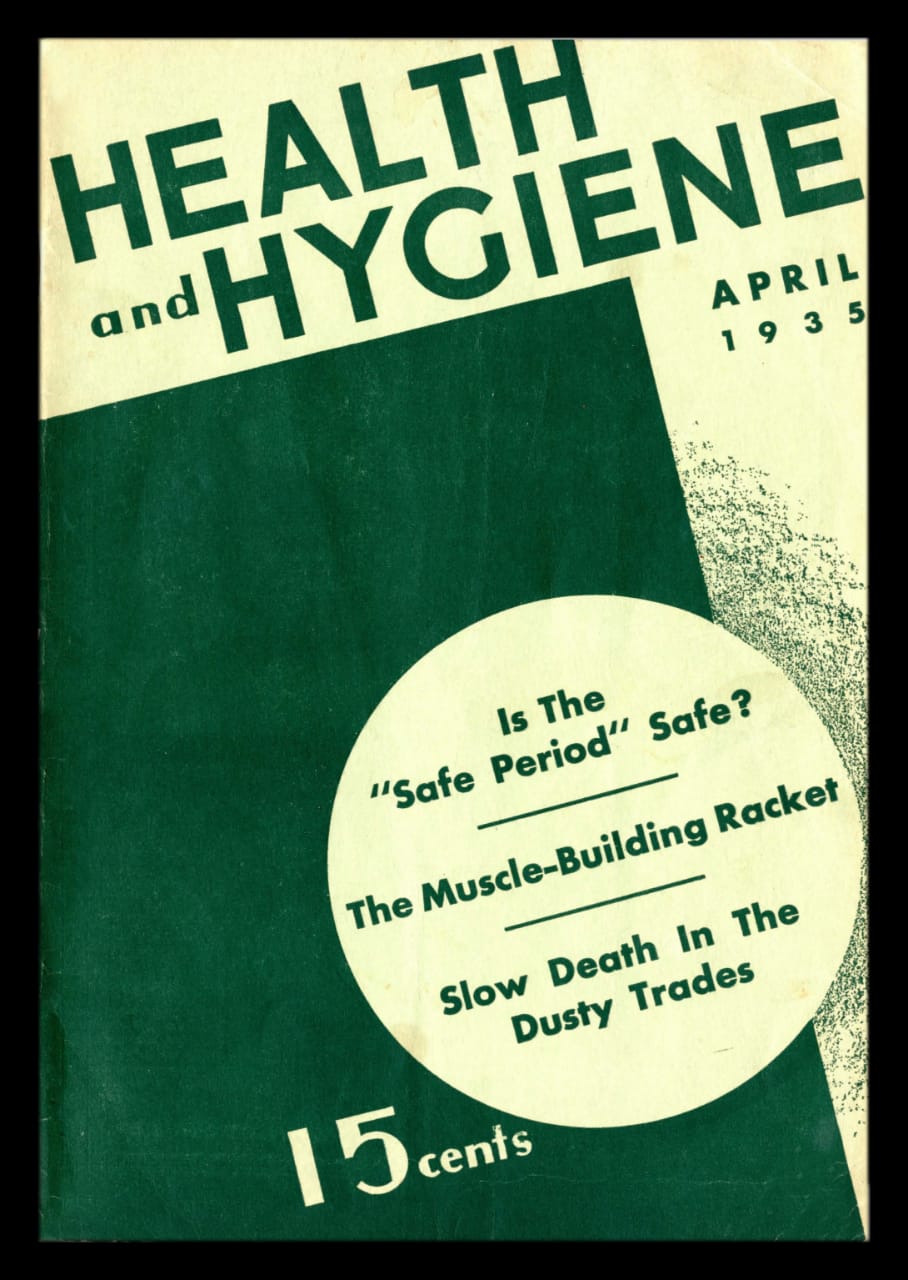 HEALTH
and HYGIENE
APRIL
1935
Is The
"Safe Period" Safe?
The Muscle-Building Racket
Slow Death In The
Dusty Trades
15 cents